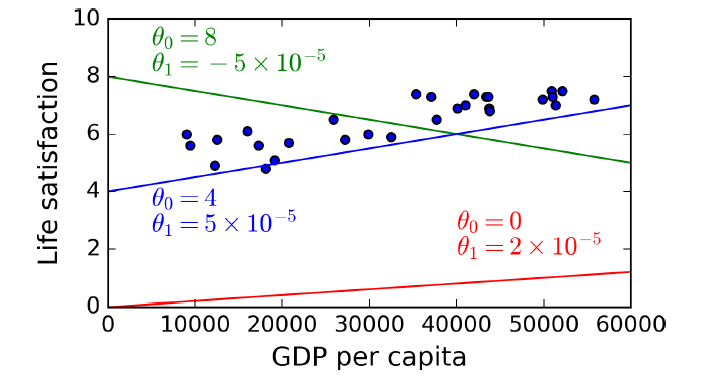 10
θ₀ = 8
θ₁ = −5 × 10⁻⁵
8
6
4
θ₀ = 4
θ₁ = 5 × 10⁻⁵
θ₀ = 0
θ₁ = 2 × 10⁻⁵
2
0
Life satisfaction
0 10000 20000 30000 40000 50000 60000
GDP per capita